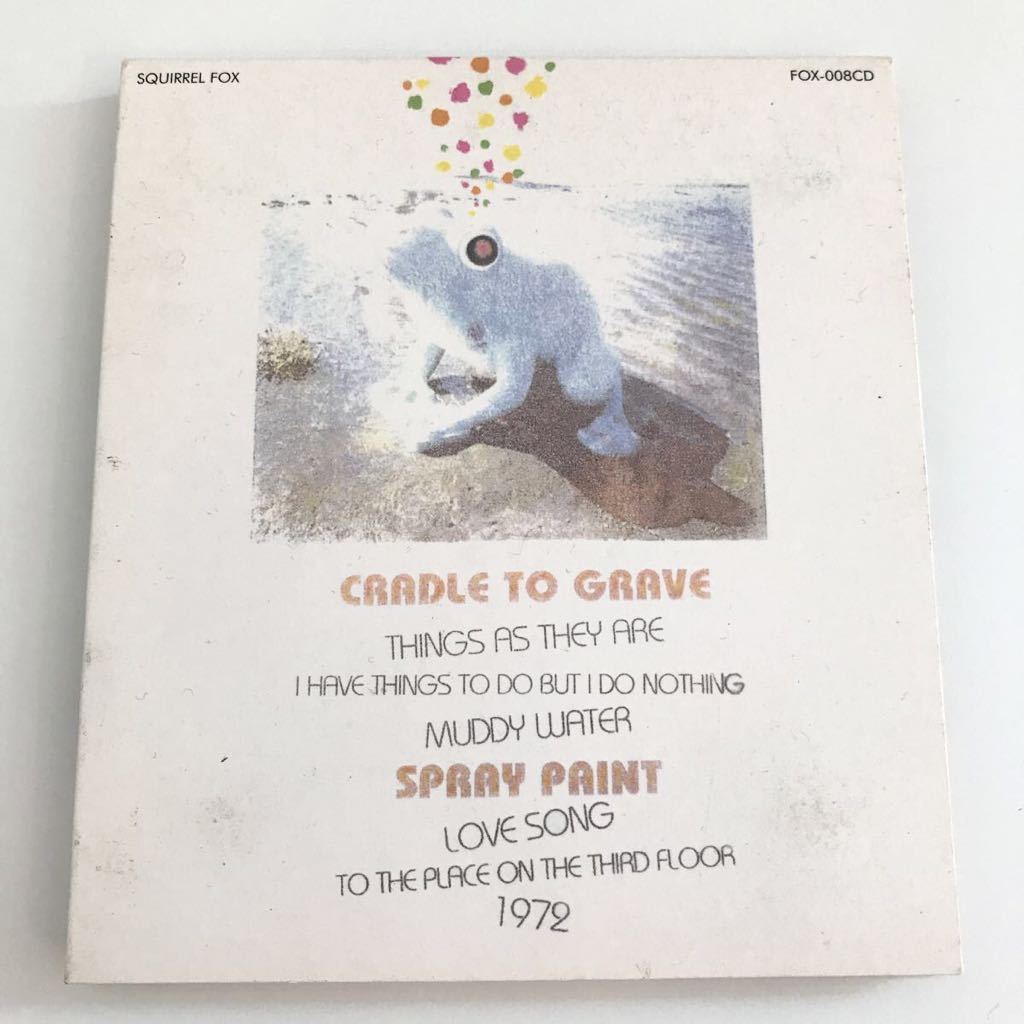 SQUIRREL FOX
FOX-008CD
CRADLE TO GRAVE
THINGS AS THEY ARE
I HAVE THINGS TO DO BUT I DO NOTHING
MUDDY WATER
SPRAY PAINT
LOVE SONG
TO THE PLACE ON THE THIRD FLOOR
1972